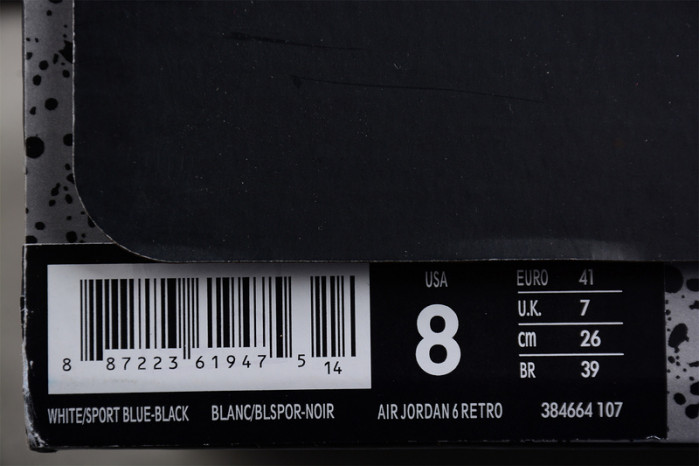 USA
8
EURO 41
U.K. 7
cm 26
BR 39
8 87223 61947 5 14
WHITE/SPORT BLUE-BLACK BLANC/BLSPOR-NOIR AIR JORDAN 6 RETRO 384664 107